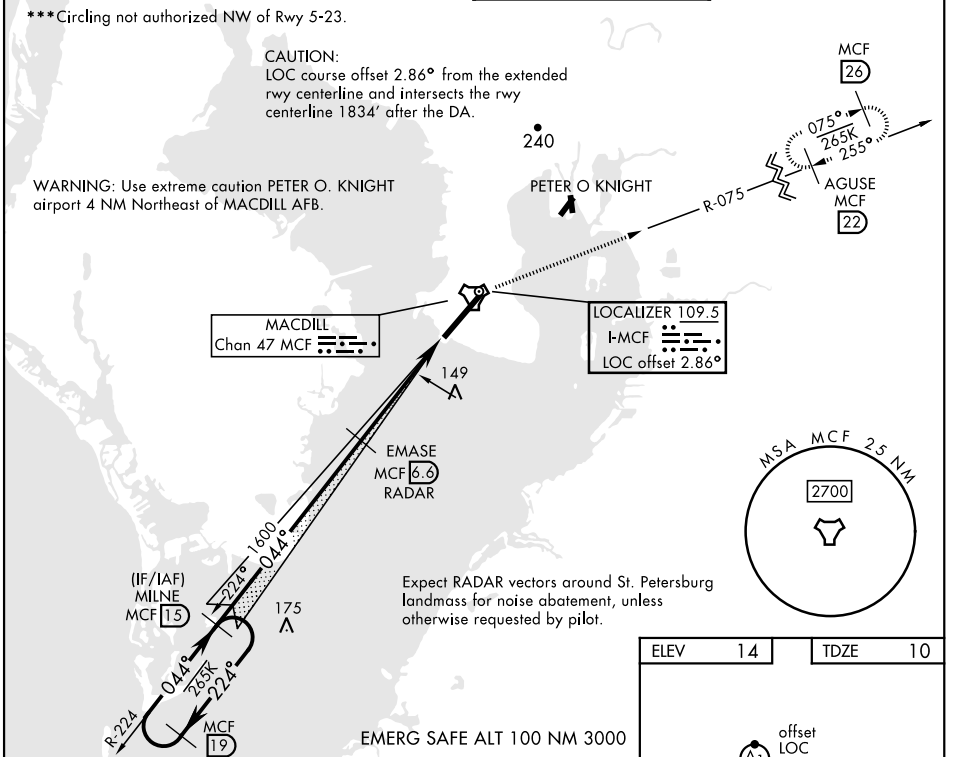 ***Circling not authorized NW of Rwy 5-23.
CAUTION:
LOC course offset 2.86° from the extended
rwy centerline and intersects the rwy
centerline 1834' after the DA.
MCF
26
240
075°
265K
255°
WARNING: Use extreme caution PETER O. KNIGHT
airport 4 NM Northeast of MACDILL AFB.
PETER O KNIGHT
R-075
AGUSE
MCF
22
MACDILL
Chan 47 MCF
LOCALIZER 109.5
I-MCF
LOC offset 2.86°
149
EMASE
MCF 6.6
RADAR
MSA MCF 25 NM
2700
1600
044°
224°
(IF/IAF)
MILNE
MCF 15
175
Expect RADAR vectors around St. Petersburg
landmass for noise abatement, unless
otherwise requested by pilot.
044°
265K
224°
R-224
MCF
19
EMERG SAFE ALT 100 NM 3000
ELEV 14
TDZE 10
offset
LOC